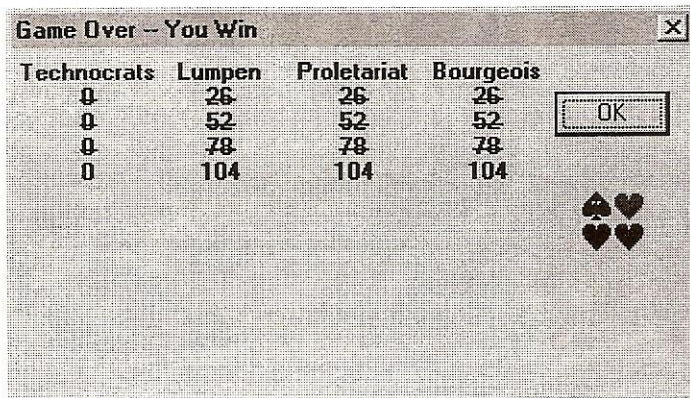 Game Over -- You Win
Technocrats Lumpen Proletariat Bourgeois
0 26 26 26
0 52 52 52
0 78 78 78
0 104 104 104
OK